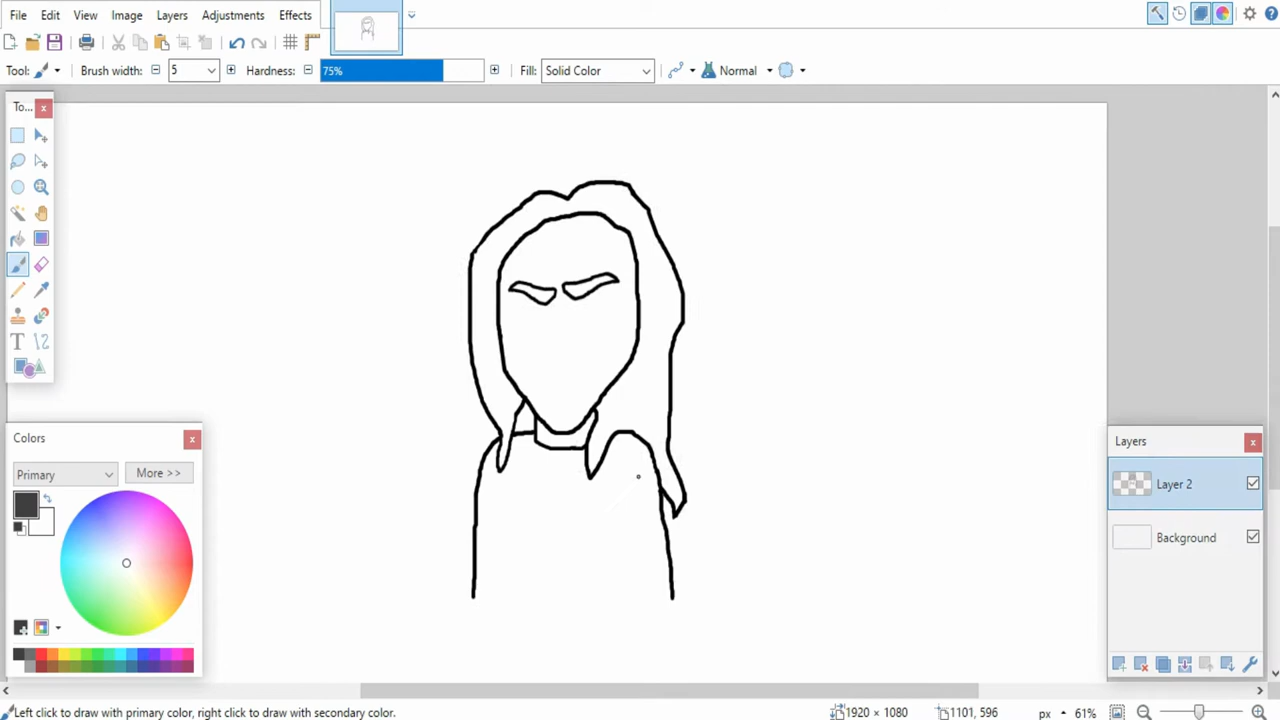 File Edit View Image Layers Adjustments Effects
Tool: Brush width: 5 Hardness: 75% Fill: Solid Color Normal
To...
Colors
Primary More >>
Layers
Layer 2
Background
Left click to draw with primary color, right click to draw with secondary color. 1920 × 1080 1101, 596 px 61%